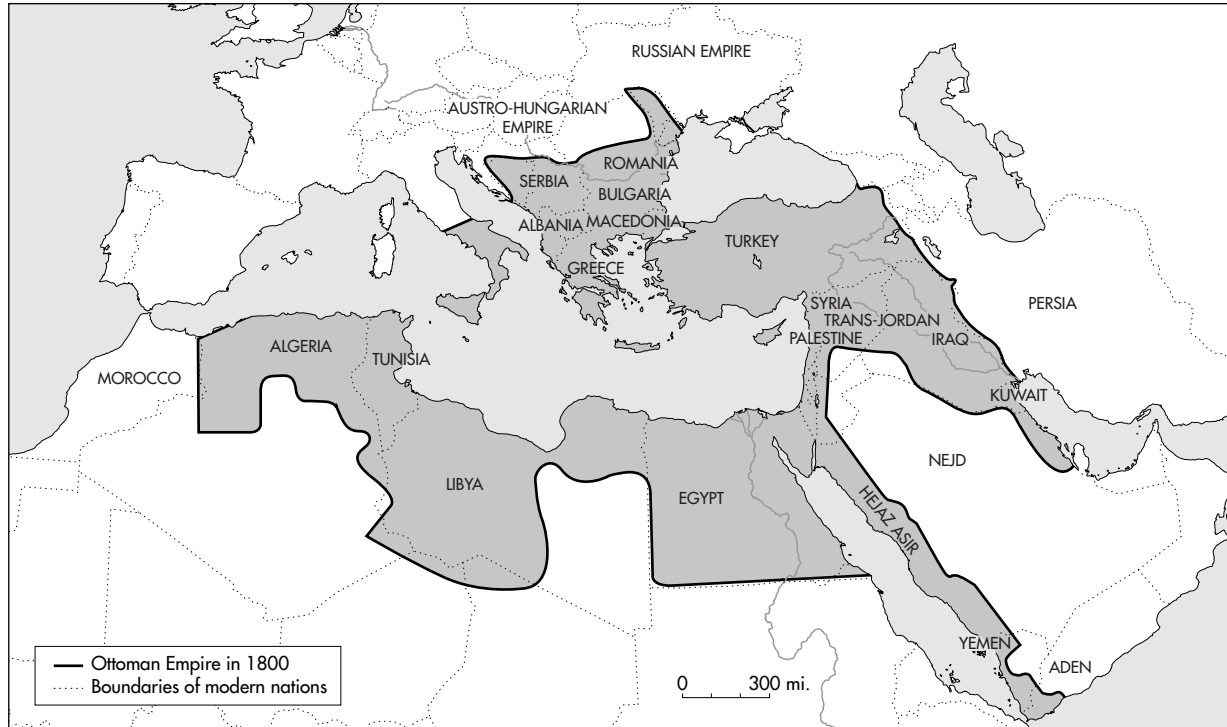 RUSSIAN EMPIRE
AUSTRO-HUNGARIAN
EMPIRE
ROMANIA
SERBIA
BULGARIA
ALBANIA
MACEDONIA
TURKEY
GREECE
SYRIA
TRANS-JORDAN
PALESTINE
IRAQ
PERSIA
ALGERIA
TUNISIA
MOROCCO
KUWAIT
NEJD
LIBYA
EGYPT
HEJAZ ASIR
YEMEN
ADEN
Ottoman Empire in 1800
Boundaries of modern nations
0 300 mi.